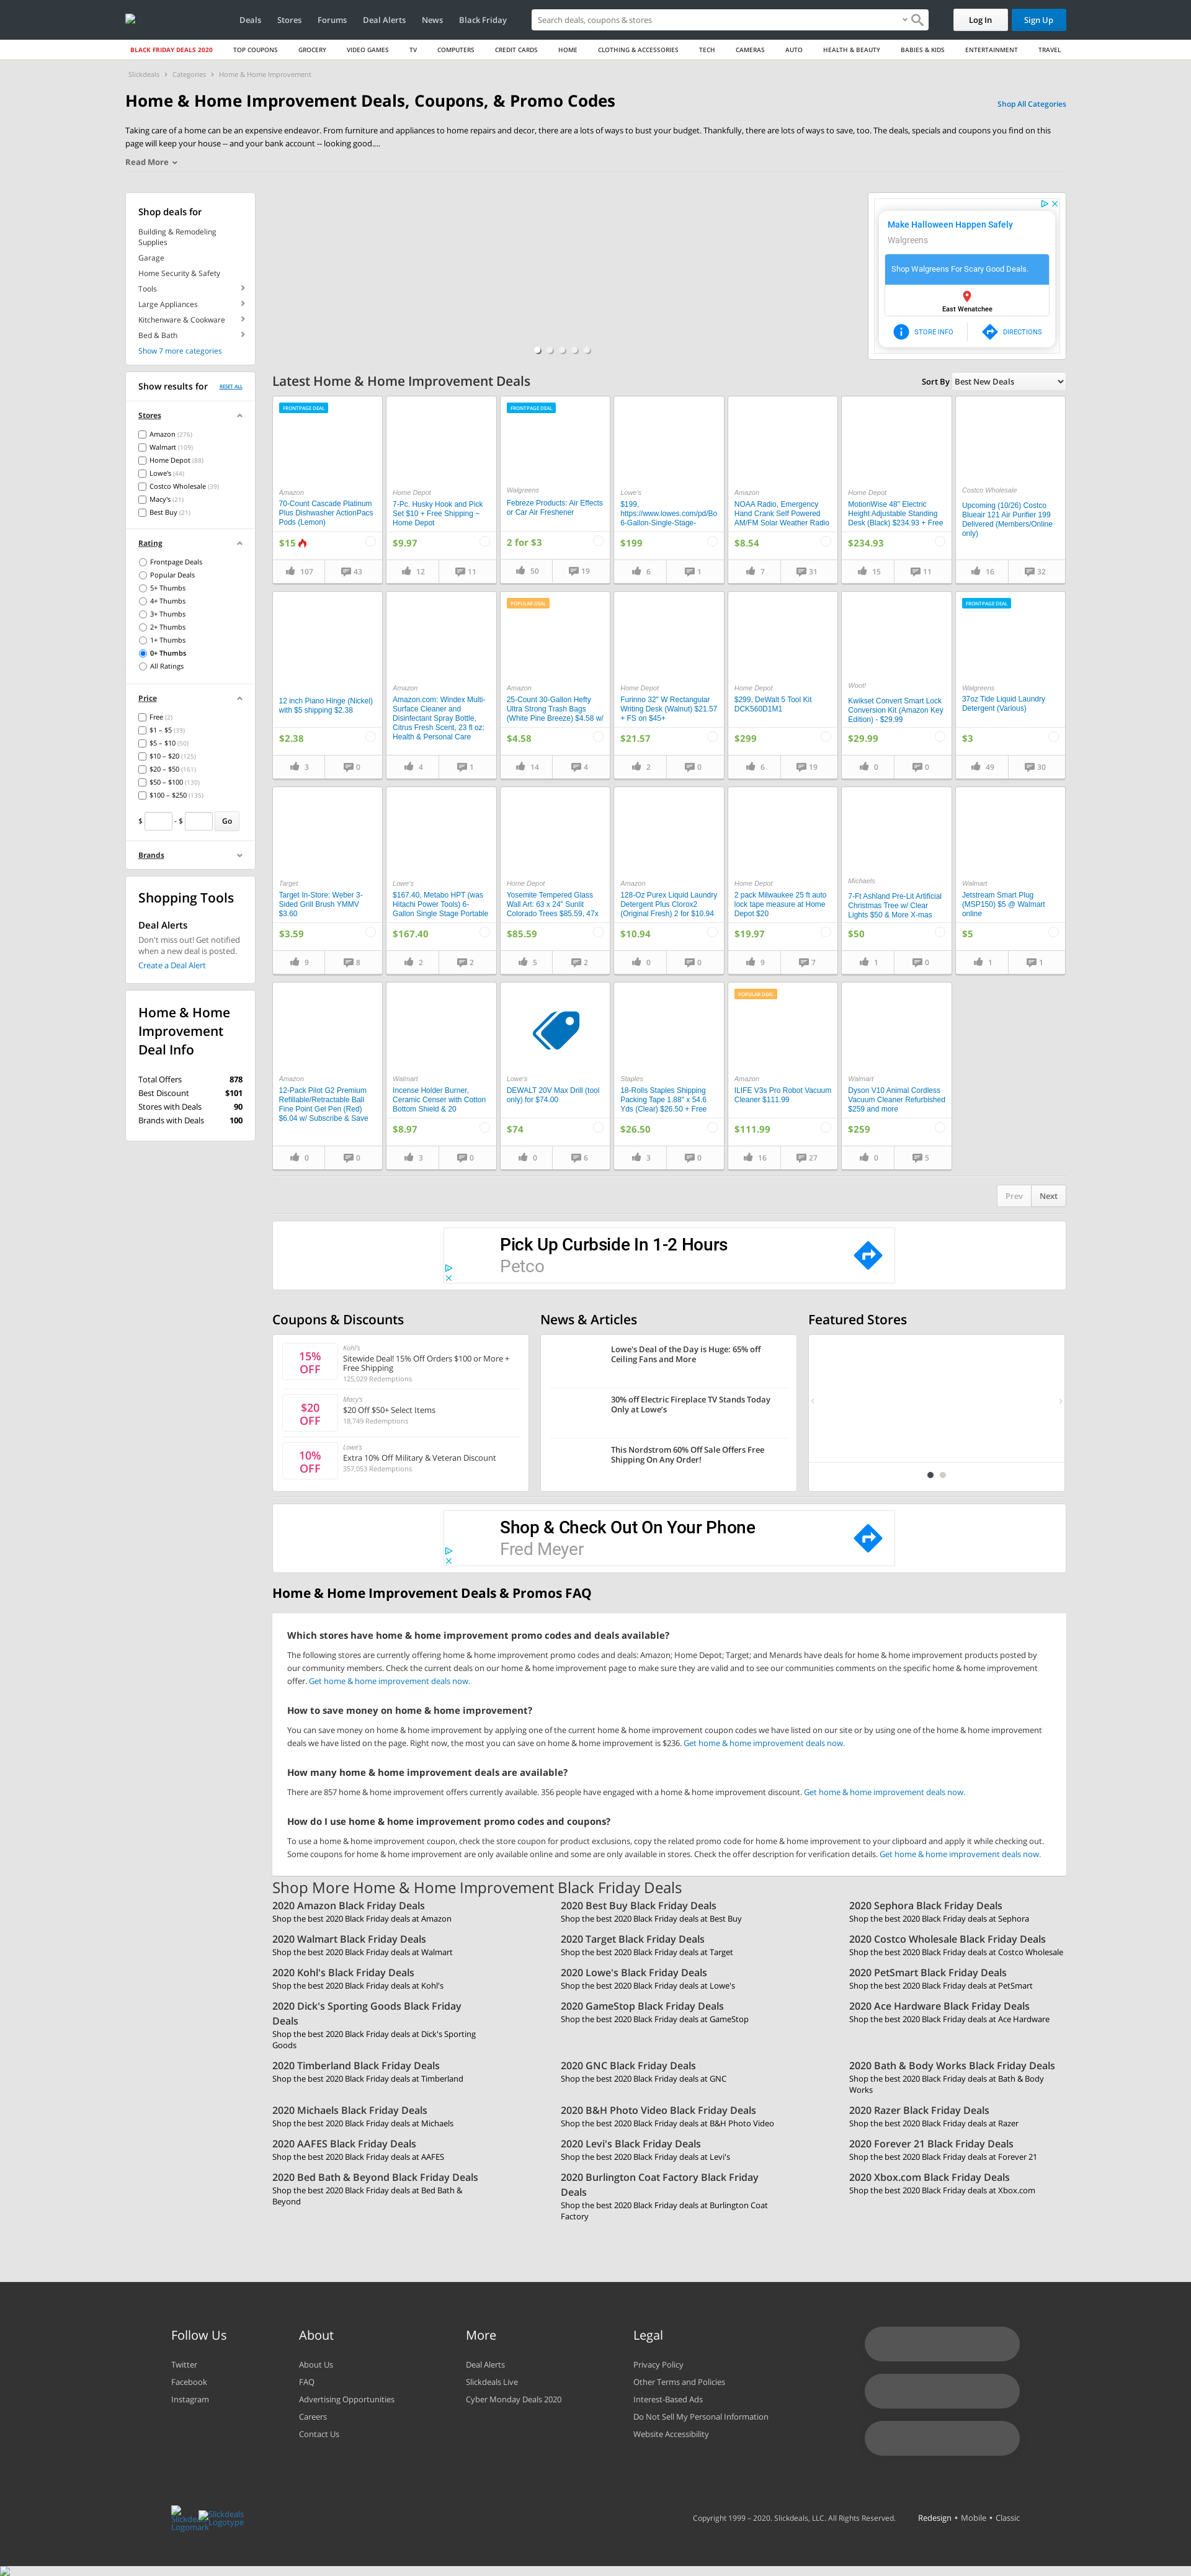 Deals Stores Forums Deal Alerts News Black Friday
Search deals, coupons & stores
Log In Sign Up
BLACK FRIDAY DEALS 2020 TOP COUPONS GROCERY VIDEO GAMES TV COMPUTERS CREDIT CARDS HOME CLOTHING & ACCESSORIES TECH CAMERAS AUTO HEALTH & BEAUTY BABIES & KIDS ENTERTAINMENT TRAVEL
Slickdeals Categories Home & Home Improvement
Home & Home Improvement Deals, Coupons, & Promo Codes
Shop All Categories
Taking care of a home can be an expensive endeavor. From furniture and appliances to home repairs and decor, there are a lots of ways to bust your budget. Thankfully, there are lots of ways to save, too. The deals, specials and coupons you find on this
page will keep your house -- and your bank account -- looking good....
Read More
Shop deals for
Building & Remodeling
Supplies
Garage
Home Security & Safety
Tools
Large Appliances
Kitchenware & Cookware
Bed & Bath
Show 7 more categories
Make Halloween Happen Safely
Walgreens
Shop Walgreens For Scary Good Deals.
East Wenatchee
STORE INFO DIRECTIONS
Show results for RESET ALL
Stores
Amazon (276)
Walmart (109)
Home Depot (88)
Lowe's (44)
Costco Wholesale (39)
Macy's (21)
Best Buy (21)
Rating
Frontpage Deals
Popular Deals
5+ Thumbs
4+ Thumbs
3+ Thumbs
2+ Thumbs
1+ Thumbs
0+ Thumbs
All Ratings
Price
Free (2)
$1 – $5 (39)
$5 – $10 (50)
$10 – $20 (125)
$20 – $50 (161)
$50 – $100 (130)
$100 – $250 (135)
$ - $ Go
Brands
Shopping Tools
Deal Alerts
Don't miss out! Get notified
when a new deal is posted.
Create a Deal Alert
Home & Home
Improvement
Deal Info
Total Offers 878
Best Discount $101
Stores with Deals 90
Brands with Deals 100
Latest Home & Home Improvement Deals
Sort By Best New Deals
FRONTPAGE DEAL
Amazon
70-Count Cascade Platinum
Plus Dishwasher ActionPacs
Pods (Lemon)
$15
107 43
Home Depot
7-Pc. Husky Hook and Pick
Set $10 + Free Shipping ~
Home Depot
$9.97
12 11
FRONTPAGE DEAL
Walgreens
Febreze Products: Air Effects
or Car Air Freshener
2 for $3
50 19
Lowe's
$199,
https://www.lowes.com/pd/Bo
6-Gallon-Single-Stage-
$199
6 1
Amazon
NOAA Radio, Emergency
Hand Crank Self Powered
AM/FM Solar Weather Radio
$8.54
7 31
Home Depot
MotionWise 48" Electric
Height Adjustable Standing
Desk (Black) $234.93 + Free
$234.93
15 11
Costco Wholesale
Upcoming (10/26) Costco
Blueair 121 Air Purifier 199
Delivered (Members/Online
only)
16 32
12 inch Piano Hinge (Nickel)
with $5 shipping $2.38
$2.38
3 0
Amazon
Amazon.com: Windex Multi-
Surface Cleaner and
Disinfectant Spray Bottle,
Citrus Fresh Scent, 23 fl oz:
Health & Personal Care
4 1
POPULAR DEAL
Amazon
25-Count 30-Gallon Hefty
Ultra Strong Trash Bags
(White Pine Breeze) $4.58 w/
$4.58
14 4
Home Depot
Furinno 32" W Rectangular
Writing Desk (Walnut) $21.57
+ FS on $45+
$21.57
2 0
Home Depot
$299, DeWalt 5 Tool Kit
DCK560D1M1
$299
6 19
Woot!
Kwikset Convert Smart Lock
Conversion Kit (Amazon Key
Edition) - $29.99
$29.99
0 0
FRONTPAGE DEAL
Walgreens
37oz Tide Liquid Laundry
Detergent (Various)
$3
49 30
Target
Target In-Store: Weber 3-
Sided Grill Brush YMMV
$3.60
$3.59
9 8
Lowe's
$167.40, Metabo HPT (was
Hitachi Power Tools) 6-
Gallon Single Stage Portable
$167.40
2 2
Home Depot
Yosemite Tempered Glass
Wall Art: 63 x 24" Sunlit
Colorado Trees $85.59, 47x
$85.59
5 2
Amazon
128-Oz Purex Liquid Laundry
Detergent Plus Clorox2
(Original Fresh) 2 for $10.94
$10.94
0 0
Home Depot
2 pack Milwaukee 25 ft auto
lock tape measure at Home
Depot $20
$19.97
9 7
Michaels
7-Ft Ashland Pre-Lit Artificial
Christmas Tree w/ Clear
Lights $50 & More X-mas
$50
1 0
Walmart
Jetstream Smart Plug
(MSP150) $5 @ Walmart
online
$5
1 1
Amazon
12-Pack Pilot G2 Premium
Refillable/Retractable Ball
Fine Point Gel Pen (Red)
$6.04 w/ Subscribe & Save
0 0
Walmart
Incense Holder Burner,
Ceramic Censer with Cotton
Bottom Shield & 20
$8.97
3 0
Lowe's
DEWALT 20V Max Drill (tool
only) for $74.00
$74
0 6
Staples
18-Rolls Staples Shipping
Packing Tape 1.88" x 54.6
Yds (Clear) $26.50 + Free
$26.50
3 0
POPULAR DEAL
Amazon
ILIFE V3s Pro Robot Vacuum
Cleaner $111.99
$111.99
16 27
Walmart
Dyson V10 Animal Cordless
Vacuum Cleaner Refurbished
$259 and more
$259
0 5
Prev Next
Pick Up Curbside In 1-2 Hours
Petco
Coupons & Discounts
15%
OFF
Kohl's
Sitewide Deal! 15% Off Orders $100 or More +
Free Shipping
125,029 Redemptions
$20
OFF
Macy's
$20 Off $50+ Select Items
18,749 Redemptions
10%
OFF
Lowe's
Extra 10% Off Military & Veteran Discount
357,053 Redemptions
News & Articles
Lowe's Deal of the Day is Huge: 65% off
Ceiling Fans and More
30% off Electric Fireplace TV Stands Today
Only at Lowe's
This Nordstrom 60% Off Sale Offers Free
Shipping On Any Order!
Featured Stores
Shop & Check Out On Your Phone
Fred Meyer
Home & Home Improvement Deals & Promos FAQ
Which stores have home & home improvement promo codes and deals available?
The following stores are currently offering home & home improvement promo codes and deals: Amazon; Home Depot; Target; and Menards have deals for home & home improvement products posted by
our community members. Check the current deals on our home & home improvement page to make sure they are valid and to see our communities comments on the specific home & home improvement
offer. Get home & home improvement deals now.
How to save money on home & home improvement?
You can save money on home & home improvement by applying one of the current home & home improvement coupon codes we have listed on our site or by using one of the home & home improvement
deals we have listed on the page. Right now, the most you can save on home & home improvement is $236. Get home & home improvement deals now.
How many home & home improvement deals are available?
There are 857 home & home improvement offers currently available. 356 people have engaged with a home & home improvement discount. Get home & home improvement deals now.
How do I use home & home improvement promo codes and coupons?
To use a home & home improvement coupon, check the store coupon for product exclusions, copy the related promo code for home & home improvement to your clipboard and apply it while checking out.
Some coupons for home & home improvement are only available online and some are only available in stores. Check the offer description for verification details. Get home & home improvement deals now.
Shop More Home & Home Improvement Black Friday Deals
2020 Amazon Black Friday Deals
Shop the best 2020 Black Friday deals at Amazon
2020 Best Buy Black Friday Deals
Shop the best 2020 Black Friday deals at Best Buy
2020 Sephora Black Friday Deals
Shop the best 2020 Black Friday deals at Sephora
2020 Walmart Black Friday Deals
Shop the best 2020 Black Friday deals at Walmart
2020 Target Black Friday Deals
Shop the best 2020 Black Friday deals at Target
2020 Costco Wholesale Black Friday Deals
Shop the best 2020 Black Friday deals at Costco Wholesale
2020 Kohl's Black Friday Deals
Shop the best 2020 Black Friday deals at Kohl's
2020 Lowe's Black Friday Deals
Shop the best 2020 Black Friday deals at Lowe's
2020 PetSmart Black Friday Deals
Shop the best 2020 Black Friday deals at PetSmart
2020 Dick's Sporting Goods Black Friday
Deals
Shop the best 2020 Black Friday deals at Dick's Sporting
Goods
2020 GameStop Black Friday Deals
Shop the best 2020 Black Friday deals at GameStop
2020 Ace Hardware Black Friday Deals
Shop the best 2020 Black Friday deals at Ace Hardware
2020 Timberland Black Friday Deals
Shop the best 2020 Black Friday deals at Timberland
2020 GNC Black Friday Deals
Shop the best 2020 Black Friday deals at GNC
2020 Bath & Body Works Black Friday Deals
Shop the best 2020 Black Friday deals at Bath & Body
Works
2020 Michaels Black Friday Deals
Shop the best 2020 Black Friday deals at Michaels
2020 B&H Photo Video Black Friday Deals
Shop the best 2020 Black Friday deals at B&H Photo Video
2020 Razer Black Friday Deals
Shop the best 2020 Black Friday deals at Razer
2020 AAFES Black Friday Deals
Shop the best 2020 Black Friday deals at AAFES
2020 Levi's Black Friday Deals
Shop the best 2020 Black Friday deals at Levi's
2020 Forever 21 Black Friday Deals
Shop the best 2020 Black Friday deals at Forever 21
2020 Bed Bath & Beyond Black Friday Deals
Shop the best 2020 Black Friday deals at Bed Bath &
Beyond
2020 Burlington Coat Factory Black Friday
Deals
Shop the best 2020 Black Friday deals at Burlington Coat
Factory
2020 Xbox.com Black Friday Deals
Shop the best 2020 Black Friday deals at Xbox.com
Follow Us
Twitter
Facebook
Instagram
About
About Us
FAQ
Advertising Opportunities
Careers
Contact Us
More
Deal Alerts
Slickdeals Live
Cyber Monday Deals 2020
Legal
Privacy Policy
Other Terms and Policies
Interest-Based Ads
Do Not Sell My Personal Information
Website Accessibility
Slickdeals
Logomark
Slickdeals
Logotype
Copyright 1999 – 2020. Slickdeals, LLC. All Rights Reserved.
Redesign • Mobile • Classic